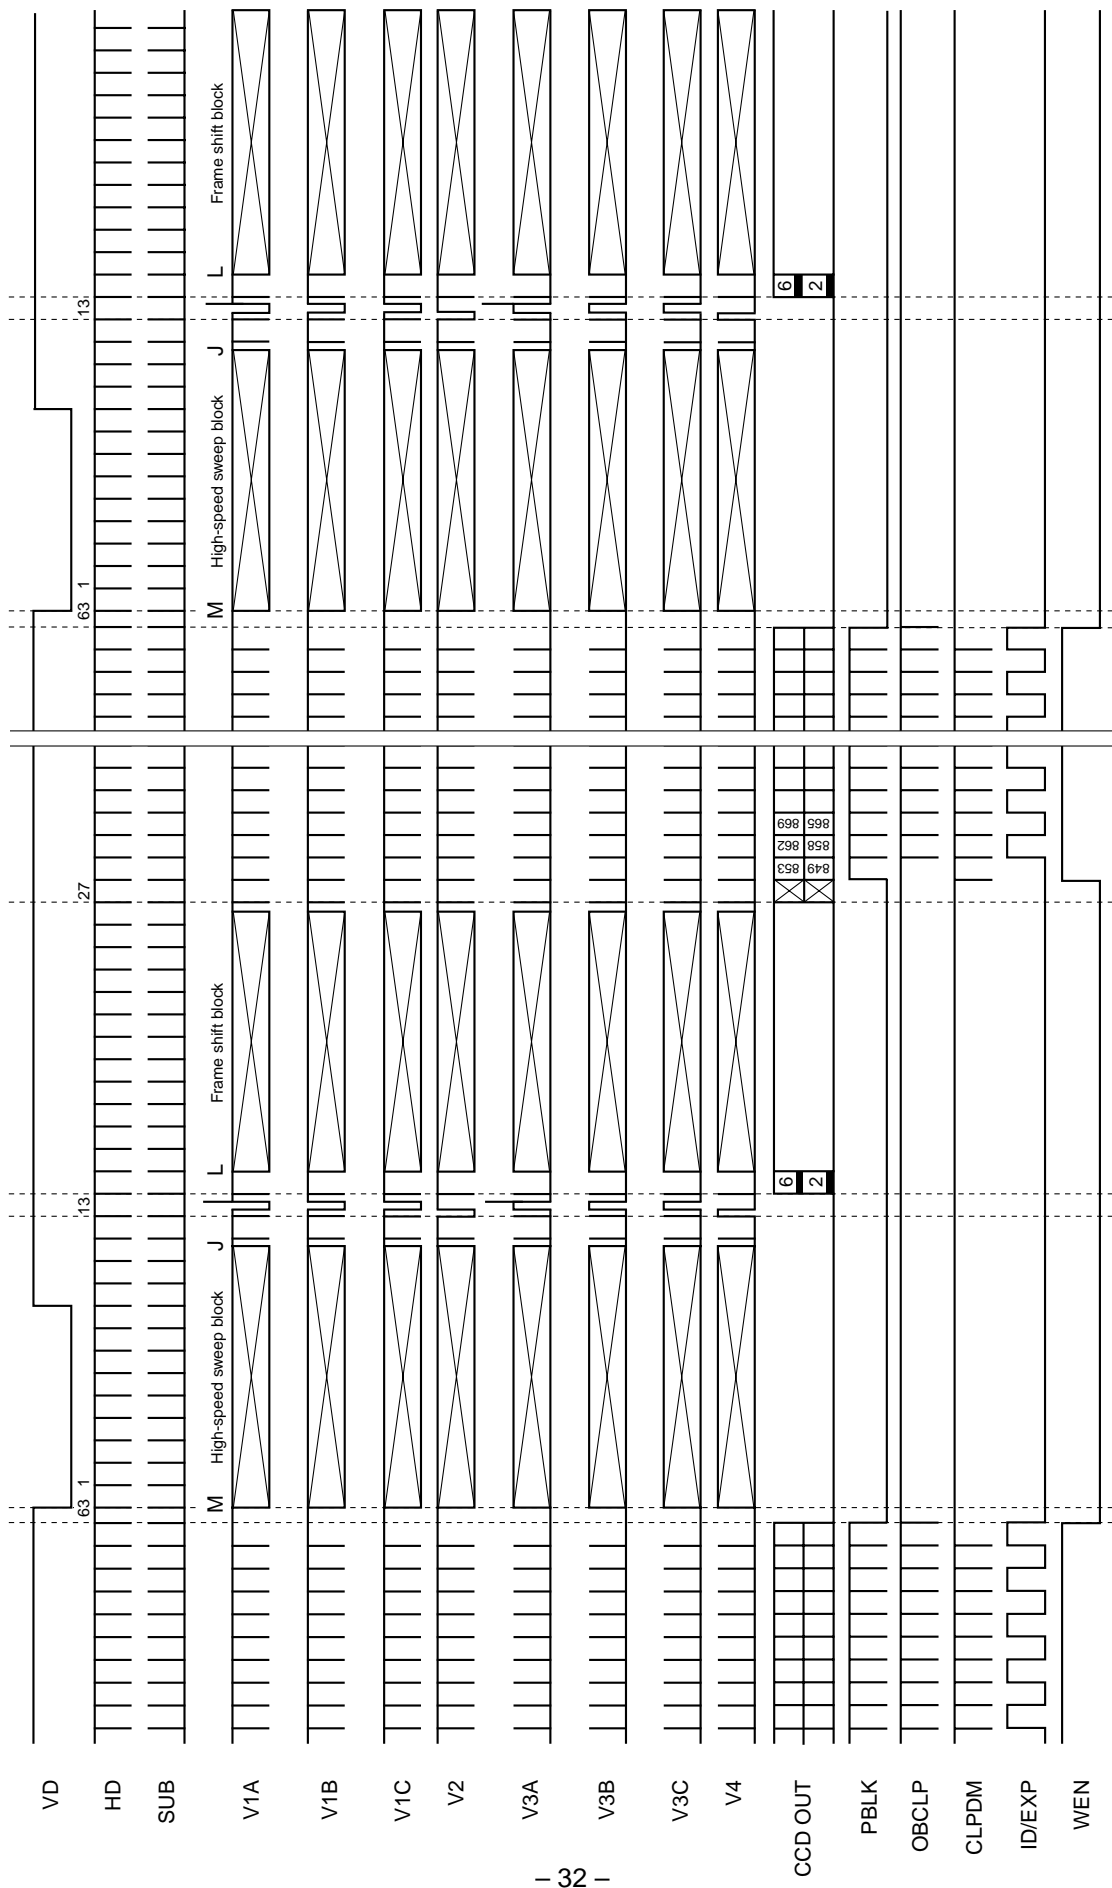 VD
63 1 13 27 63 1 13
HD
SUB
M High-speed sweep block J L Frame shift block M High-speed sweep block J L Frame shift block
V1A
V1B
V1C
V2
V3A
V3B
V3C
V4
CCD OUT
6 853 862 869 6
2 849 858 865 2
PBLK
OBCLP
CLPDM
ID/EXP
WEN
– 32 –